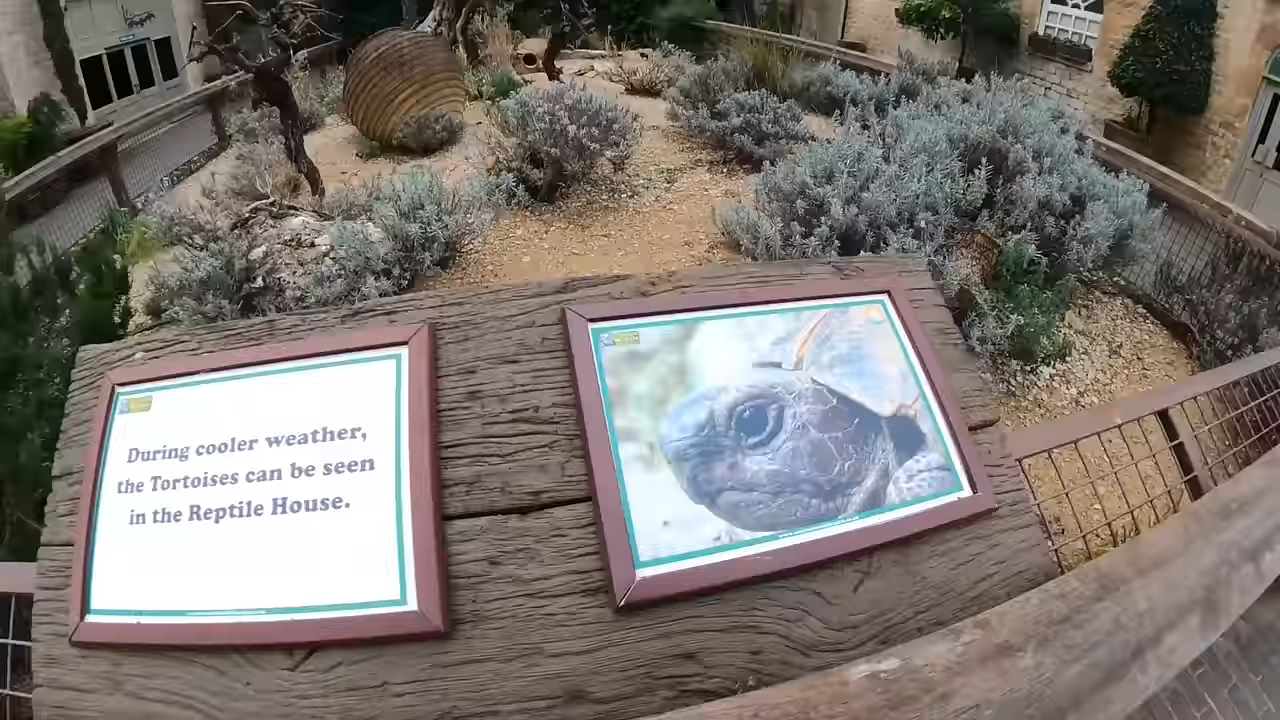 During cooler weather,
the Tortoises can be seen
in the Reptile House.